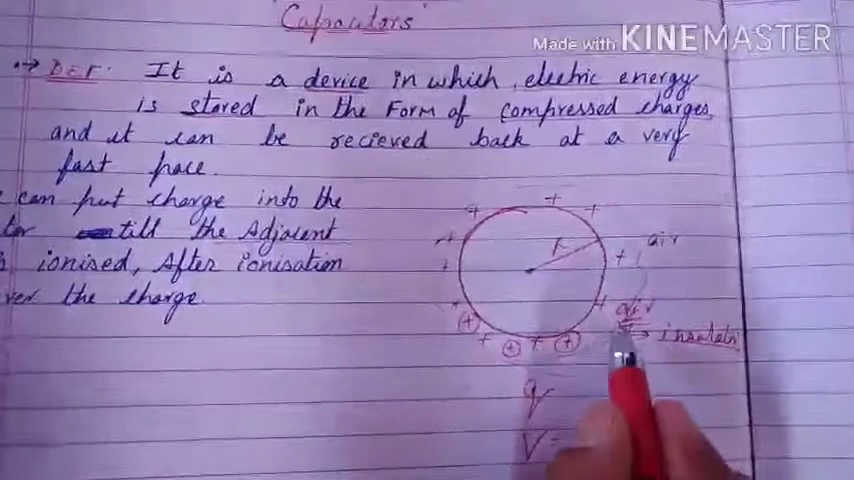 Capacitors
Made with KINEMASTER
DEF. It is a device in which, electric energy
is stored in the Form of compressed charges,
and it can be recieved back at a very
fast pace.
can put charge into the
till the Adjacent
ionised, After ionisation
the charge.
air
air
insulator
q
V=